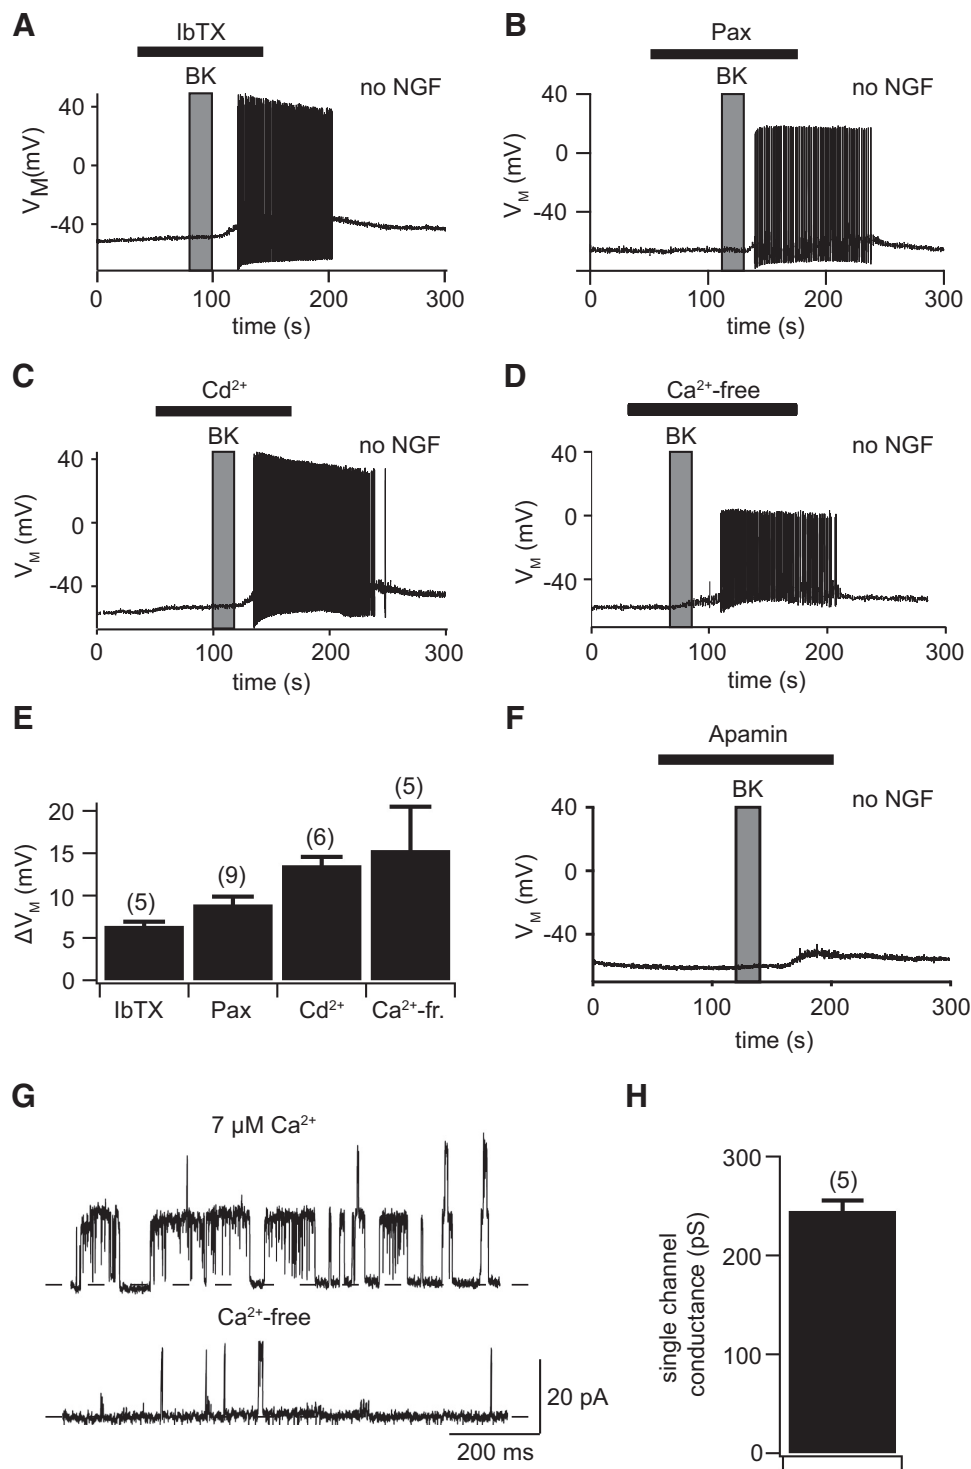 A
IbTX
BK
no NGF
40
0
-40
VM(mV)
0 100 200 300
time (s)
B
Pax
BK
no NGF
40
0
-40
VM (mV)
0 100 200 300
time (s)
C
Cd2+
BK
no NGF
40
0
-40
VM (mV)
0 100 200 300
time (s)
D
Ca2+-free
BK
no NGF
40
0
-40
VM (mV)
0 100 200 300
time (s)
E
20
15
10
5
0
ΔVM (mV)
(5) (9) (6) (5)
IbTX Pax Cd2+ Ca2+-fr.
F
Apamin
BK
no NGF
40
0
-40
VM (mV)
0 100 200 300
time (s)
G
7 µM Ca2+
Ca2+-free
20 pA
200 ms
H
300
200
100
0
single channel
conductance (pS)
(5)